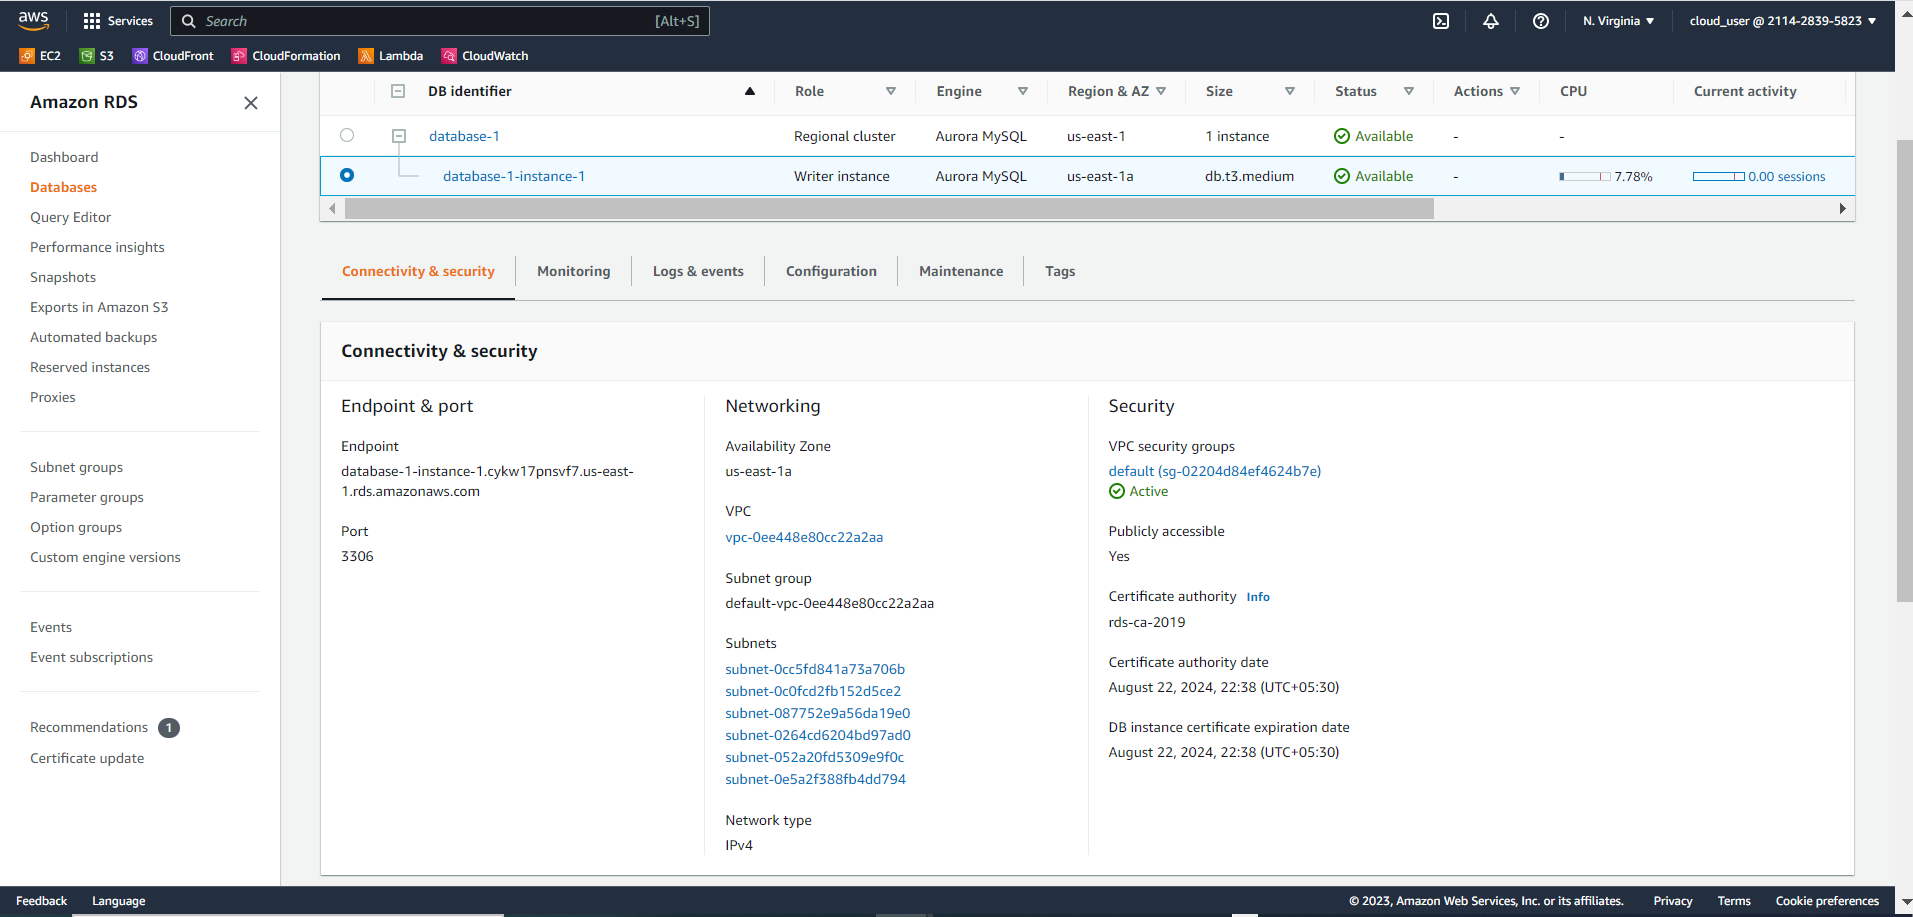 aws
Services
Search
[Alt+S]
N. Virginia
cloud_user @ 2114-2839-5823
EC2
S3
CloudFront
CloudFormation
Lambda
CloudWatch
Amazon RDS
Dashboard
Databases
Query Editor
Performance insights
Snapshots
Exports in Amazon S3
Automated backups
Reserved instances
Proxies
Subnet groups
Parameter groups
Option groups
Custom engine versions
Events
Event subscriptions
Recommendations 1
Certificate update
DB identifier Role Engine Region & AZ Size Status Actions CPU Current activity
database-1 Regional cluster Aurora MySQL us-east-1 1 instance Available - -
database-1-instance-1 Writer instance Aurora MySQL us-east-1a db.t3.medium Available - 7.78% 0.00 sessions
Connectivity & security
Monitoring
Logs & events
Configuration
Maintenance
Tags
Connectivity & security
Endpoint & port
Endpoint
database-1-instance-1.cykw17pnsvf7.us-east-
1.rds.amazonaws.com
Port
3306
Networking
Availability Zone
us-east-1a
VPC
vpc-0ee448e80cc22a2aa
Subnet group
default-vpc-0ee448e80cc22a2aa
Subnets
subnet-0cc5fd841a73a706b
subnet-0c0fcd2fb152d5ce2
subnet-087752e9a56da19e0
subnet-0264cd6204bd97ad0
subnet-052a20fd5309e9f0c
subnet-0e5a2f388fb4dd794
Network type
IPv4
Security
VPC security groups
default (sg-02204d84ef4624b7e)
Active
Publicly accessible
Yes
Certificate authority Info
rds-ca-2019
Certificate authority date
August 22, 2024, 22:38 (UTC+05:30)
DB instance certificate expiration date
August 22, 2024, 22:38 (UTC+05:30)
Feedback
Language
© 2023, Amazon Web Services, Inc. or its affiliates.
Privacy
Terms
Cookie preferences